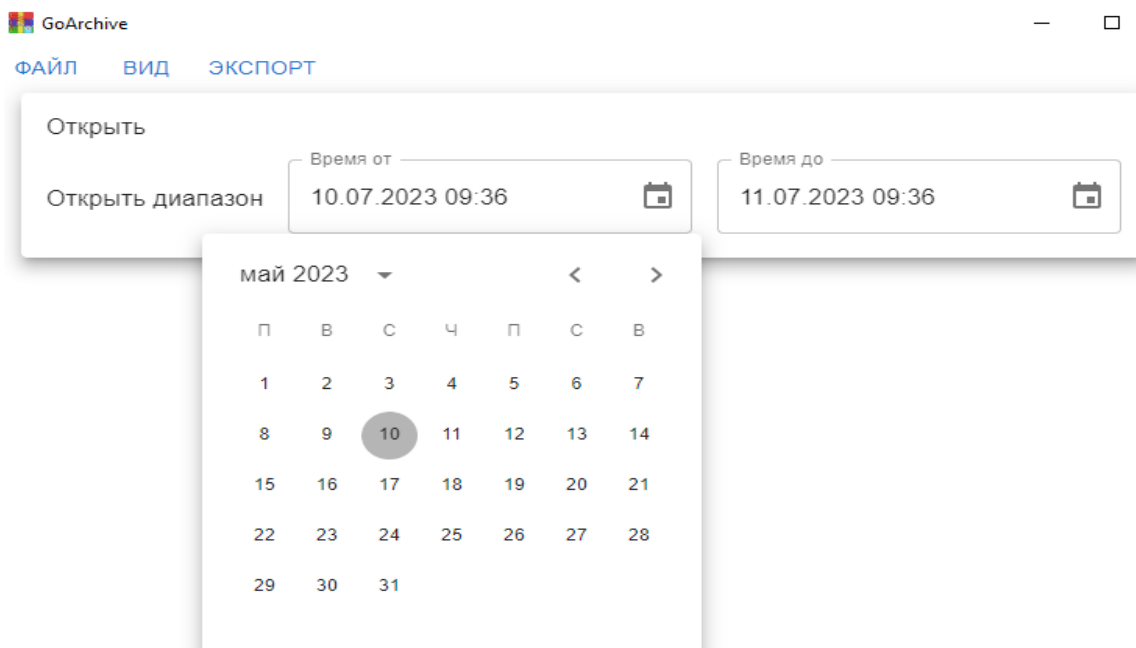 GoArchive
ФАЙЛ ВИД ЭКСПОРТ
Открыть
Время от Время до
Открыть диапазон 10.07.2023 09:36 11.07.2023 09:36
май 2023
П В С Ч П С В
1 2 3 4 5 6 7
8 9 10 11 12 13 14
15 16 17 18 19 20 21
22 23 24 25 26 27 28
29 30 31